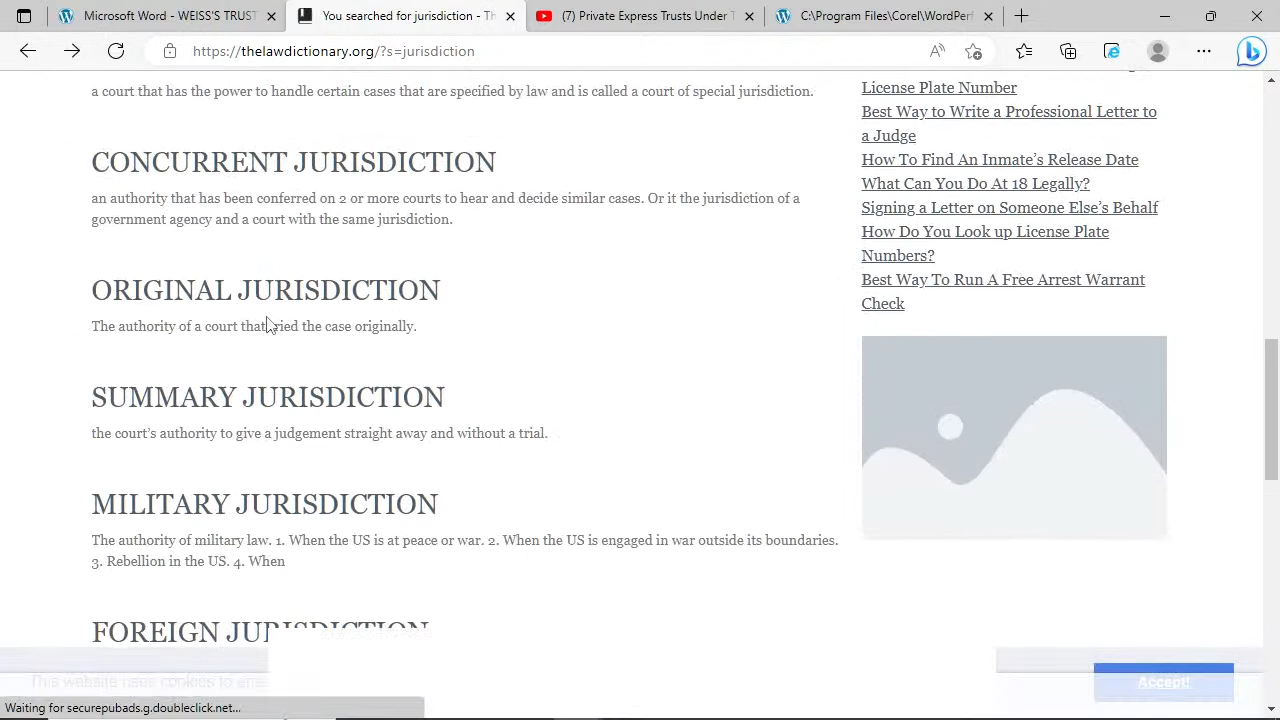 Microsoft Word - WEISS'S TRUST
You searched for jurisdiction - Th
(7) Private Express Trusts Under
C:\Program Files\Corel\WordPerf
https://thelawdictionary.org/?s=jurisdiction
a court that has the power to handle certain cases that are specified by law and is called a court of special jurisdiction.
CONCURRENT JURISDICTION
an authority that has been conferred on 2 or more courts to hear and decide similar cases. Or it the jurisdiction of a
government agency and a court with the same jurisdiction.
ORIGINAL JURISDICTION
The authority of a court that tried the case originally.
SUMMARY JURISDICTION
the court's authority to give a judgement straight away and without a trial.
MILITARY JURISDICTION
The authority of military law. 1. When the US is at peace or war. 2. When the US is engaged in war outside its boundaries.
3. Rebellion in the US. 4. When
FOREIGN JURISDICTION
License Plate Number
Best Way to Write a Professional Letter to
a Judge
How To Find An Inmate's Release Date
What Can You Do At 18 Legally?
Signing a Letter on Someone Else's Behalf
How Do You Look up License Plate
Numbers?
Best Way To Run A Free Arrest Warrant
Check
This website uses cookies to
Accept!
Waiting for securepubads.g.doubleclick.net...